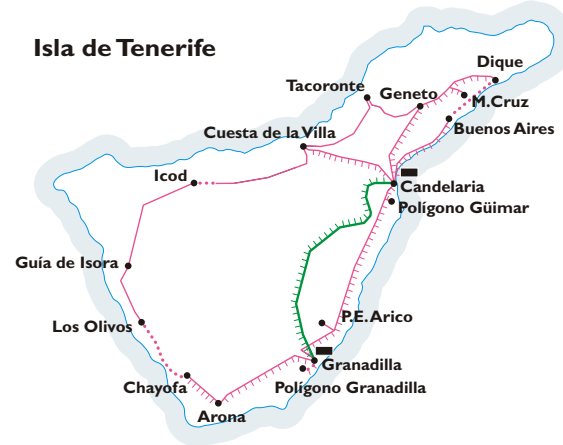 Isla de Tenerife
Dique
Tacoronte
Geneto
M.Cruz
Buenos Aires
Cuesta de la Villa
Icod
Candelaria
Polígono Güimar
Guía de Isora
Los Olivos
P.E. Arico
Granadilla
Chayofa
Polígono Granadilla
Arona